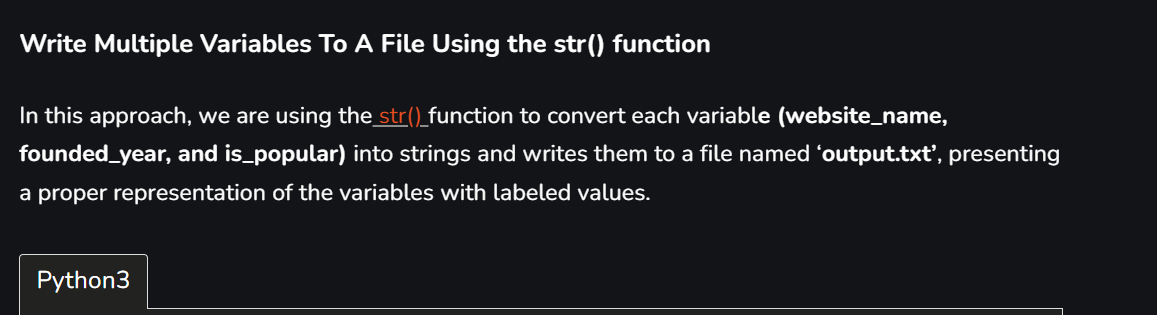 Write Multiple Variables To A File Using the str() function
In this approach, we are using the str() function to convert each variable (website_name,
founded_year, and is_popular) into strings and writes them to a file named ‘output.txt’, presenting
a proper representation of the variables with labeled values.
Python3